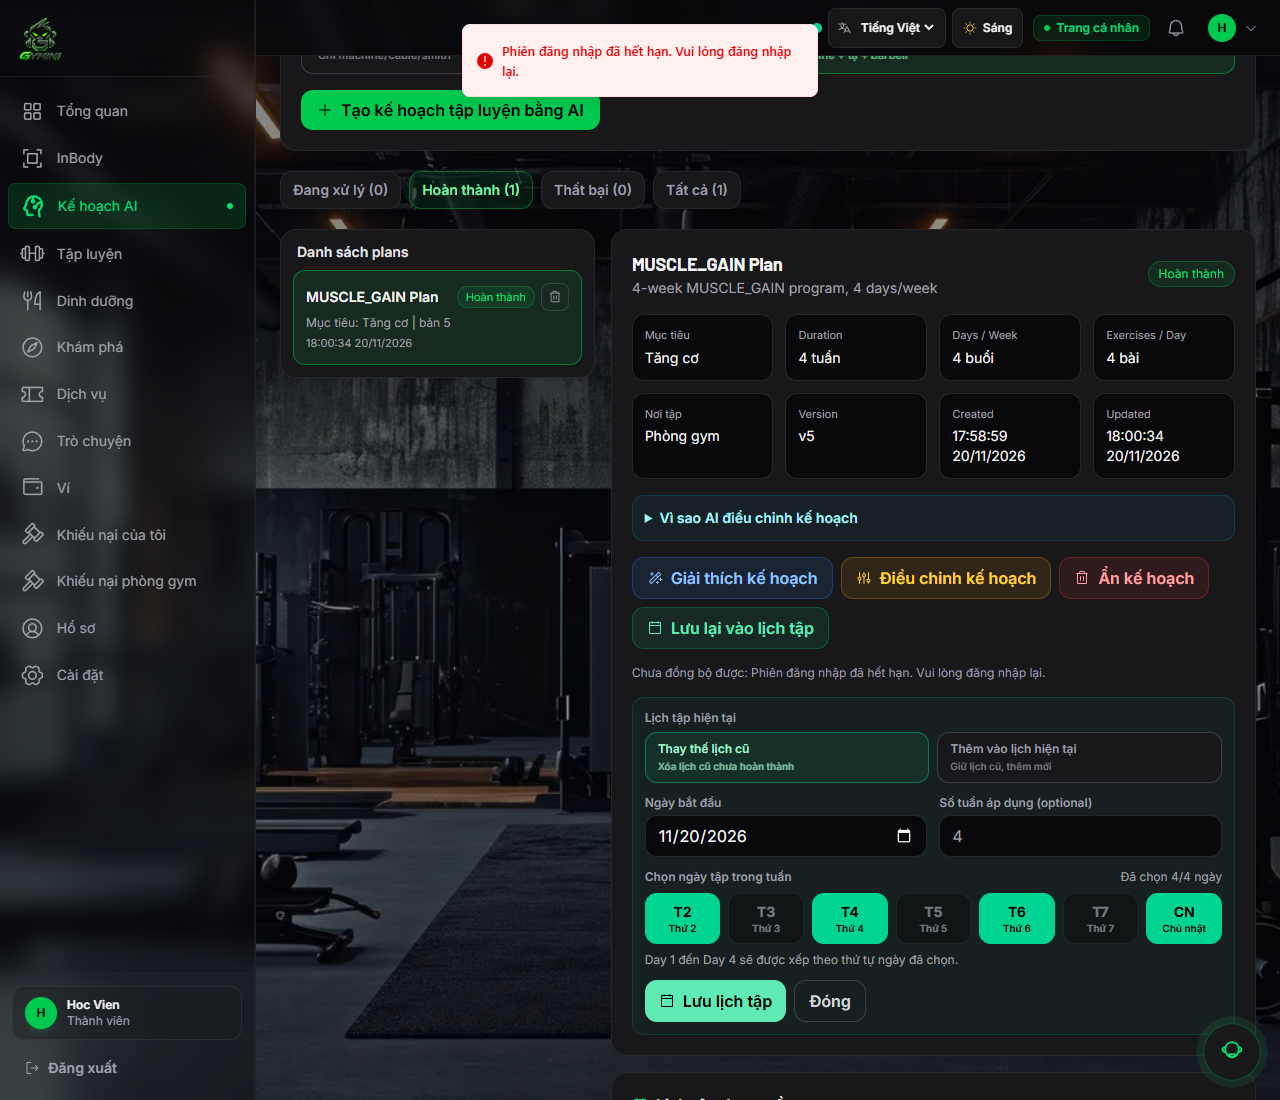 GYMINI
Tổng quan
InBody
Kế hoạch AI
Tập luyện
Dinh dưỡng
Khám phá
Dịch vụ
Trò chuyện
Ví
Khiếu nại của tôi
Khiếu nại phòng gym
Hồ sơ
Cài đặt
Hoc Vien
Thành viên
H
Đăng xuất
Phiên đăng nhập đã hết hạn. Vui lòng đăng nhập
lại.
Tiếng Việt
Sáng
Trang cá nhân
H
Chỉ machine/cable/smith
+ tạ + barbell
Tạo kế hoạch tập luyện bằng AI
Đang xử lý (0)
Hoàn thành (1)
Thất bại (0)
Tất cả (1)
Danh sách plans
MUSCLE_GAIN Plan
Hoàn thành
Mục tiêu: Tăng cơ | bản 5
18:00:34 20/11/2026
MUSCLE_GAIN Plan
4-week MUSCLE_GAIN program, 4 days/week
Hoàn thành
Mục tiêu
Tăng cơ
Duration
4 tuần
Days / Week
4 buổi
Exercises / Day
4 bài
Nơi tập
Phòng gym
Version
v5
Created
17:58:59
20/11/2026
Updated
18:00:34
20/11/2026
Vì sao AI điều chỉnh kế hoạch
Giải thích kế hoạch
Điều chỉnh kế hoạch
Ẩn kế hoạch
Lưu lại vào lịch tập
Chưa đồng bộ được: Phiên đăng nhập đã hết hạn. Vui lòng đăng nhập lại.
Lịch tập hiện tại
Thay thế lịch cũ
Xóa lịch cũ chưa hoàn thành
Thêm vào lịch hiện tại
Giữ lịch cũ, thêm mới
Ngày bắt đầu
11/20/2026
Số tuần áp dụng (optional)
4
Chọn ngày tập trong tuần
Đã chọn 4/4 ngày
T2
Thứ 2
T3
Thứ 3
T4
Thứ 4
T5
Thứ 5
T6
Thứ 6
T7
Thứ 7
CN
Chủ nhật
Day 1 đến Day 4 sẽ được xếp theo thứ tự ngày đã chọn.
Lưu lịch tập
Đóng